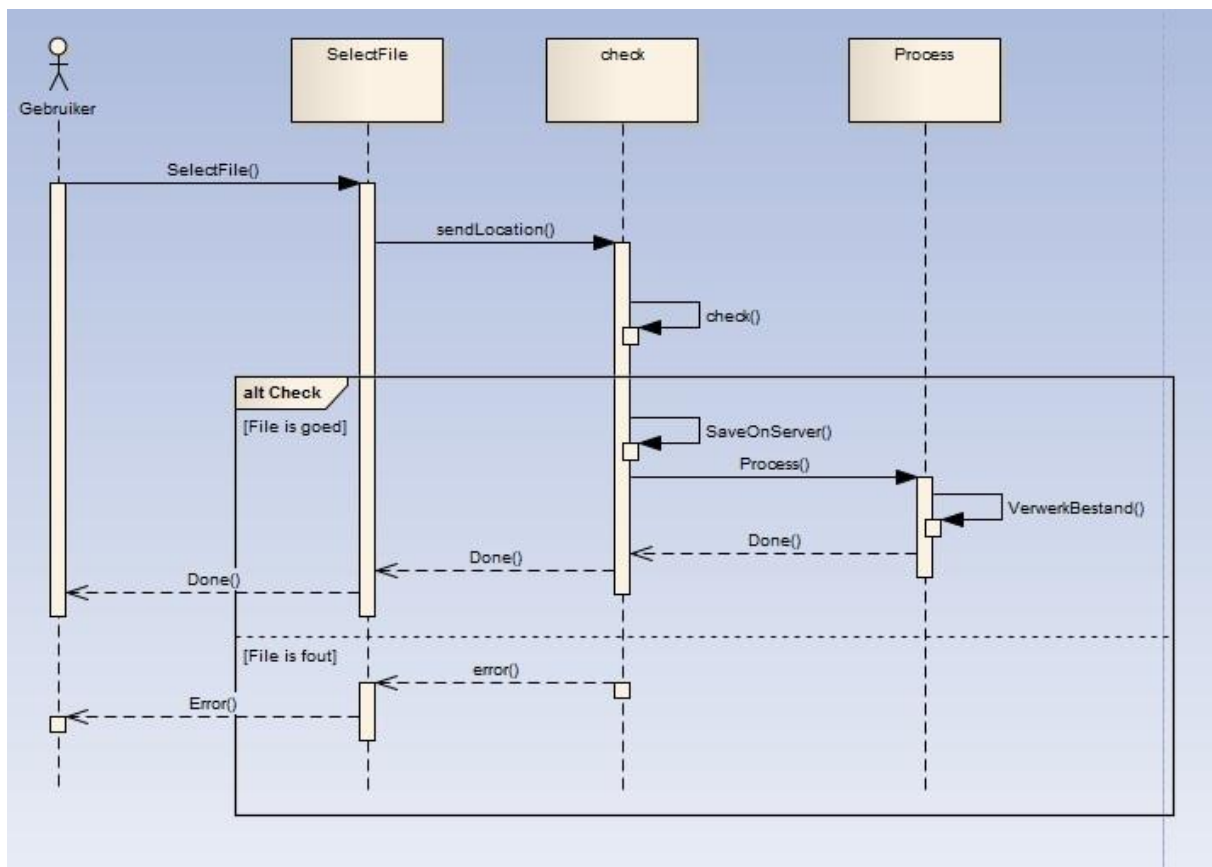 SelectFile
check
Process
Gebruiker
SelectFile()
sendLocation()
check()
alt Check
[File is goed]
SaveOnServer()
Process()
VerwerkBestand()
Done()
Done()
Done()
[File is fout]
error()
Error()